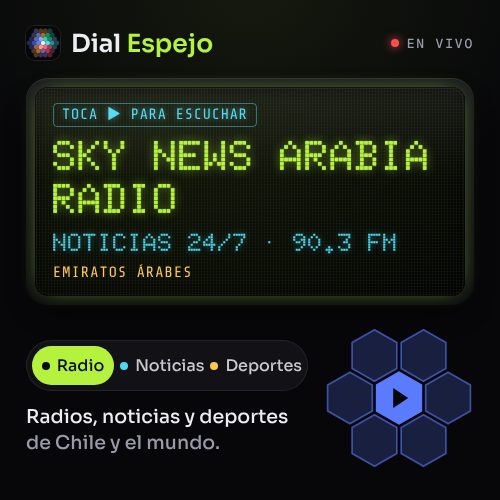 Dial Espejo
EN VIVO
TOCA ▶ PARA ESCUCHAR
SKY NEWS ARABIA
RADIO
NOTICIAS 24/7 · 90,3 FM
EMIRATOS ÁRABES
Radio Noticias Deportes
Radios, noticias y deportes
de Chile y el mundo.